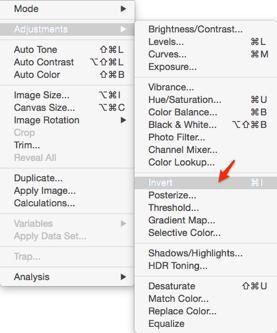 Mode
Adjustments
Auto Tone ⇧⌘L
Auto Contrast ⌥⇧⌘L
Auto Color ⇧⌘B
Image Size... ⌥⌘I
Canvas Size... ⌥⌘C
Image Rotation
Crop
Trim...
Reveal All
Duplicate...
Apply Image...
Calculations...
Variables
Apply Data Set...
Trap...
Analysis
Brightness/Contrast...
Levels... ⌘L
Curves... ⌘M
Exposure...
Vibrance...
Hue/Saturation... ⌘U
Color Balance... ⌘B
Black & White... ⌥⇧⌘B
Photo Filter...
Channel Mixer...
Color Lookup...
Invert ⌘I
Posterize...
Threshold...
Gradient Map...
Selective Color...
Shadows/Highlights...
HDR Toning...
Desaturate ⇧⌘U
Match Color...
Replace Color...
Equalize